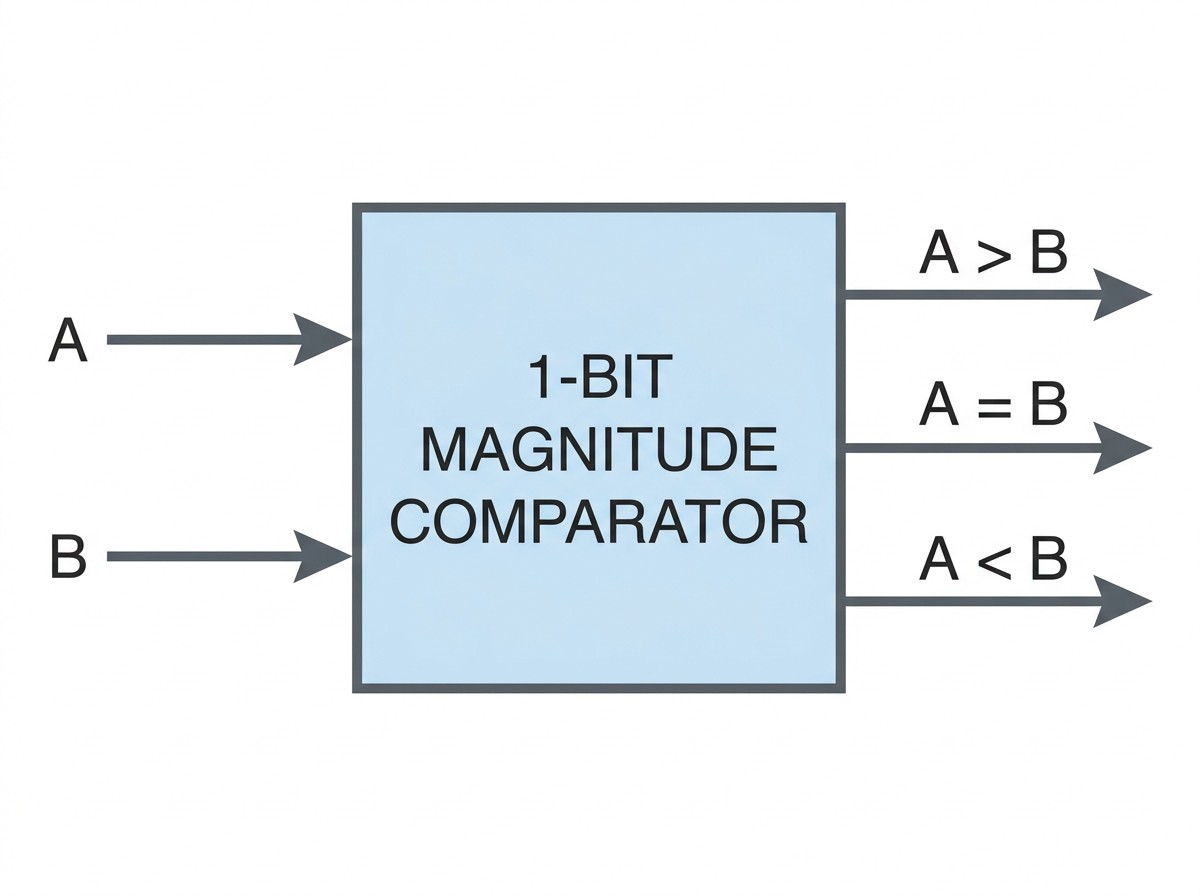 A
B
1-BIT
MAGNITUDE
COMPARATOR
A > B
A = B
A < B